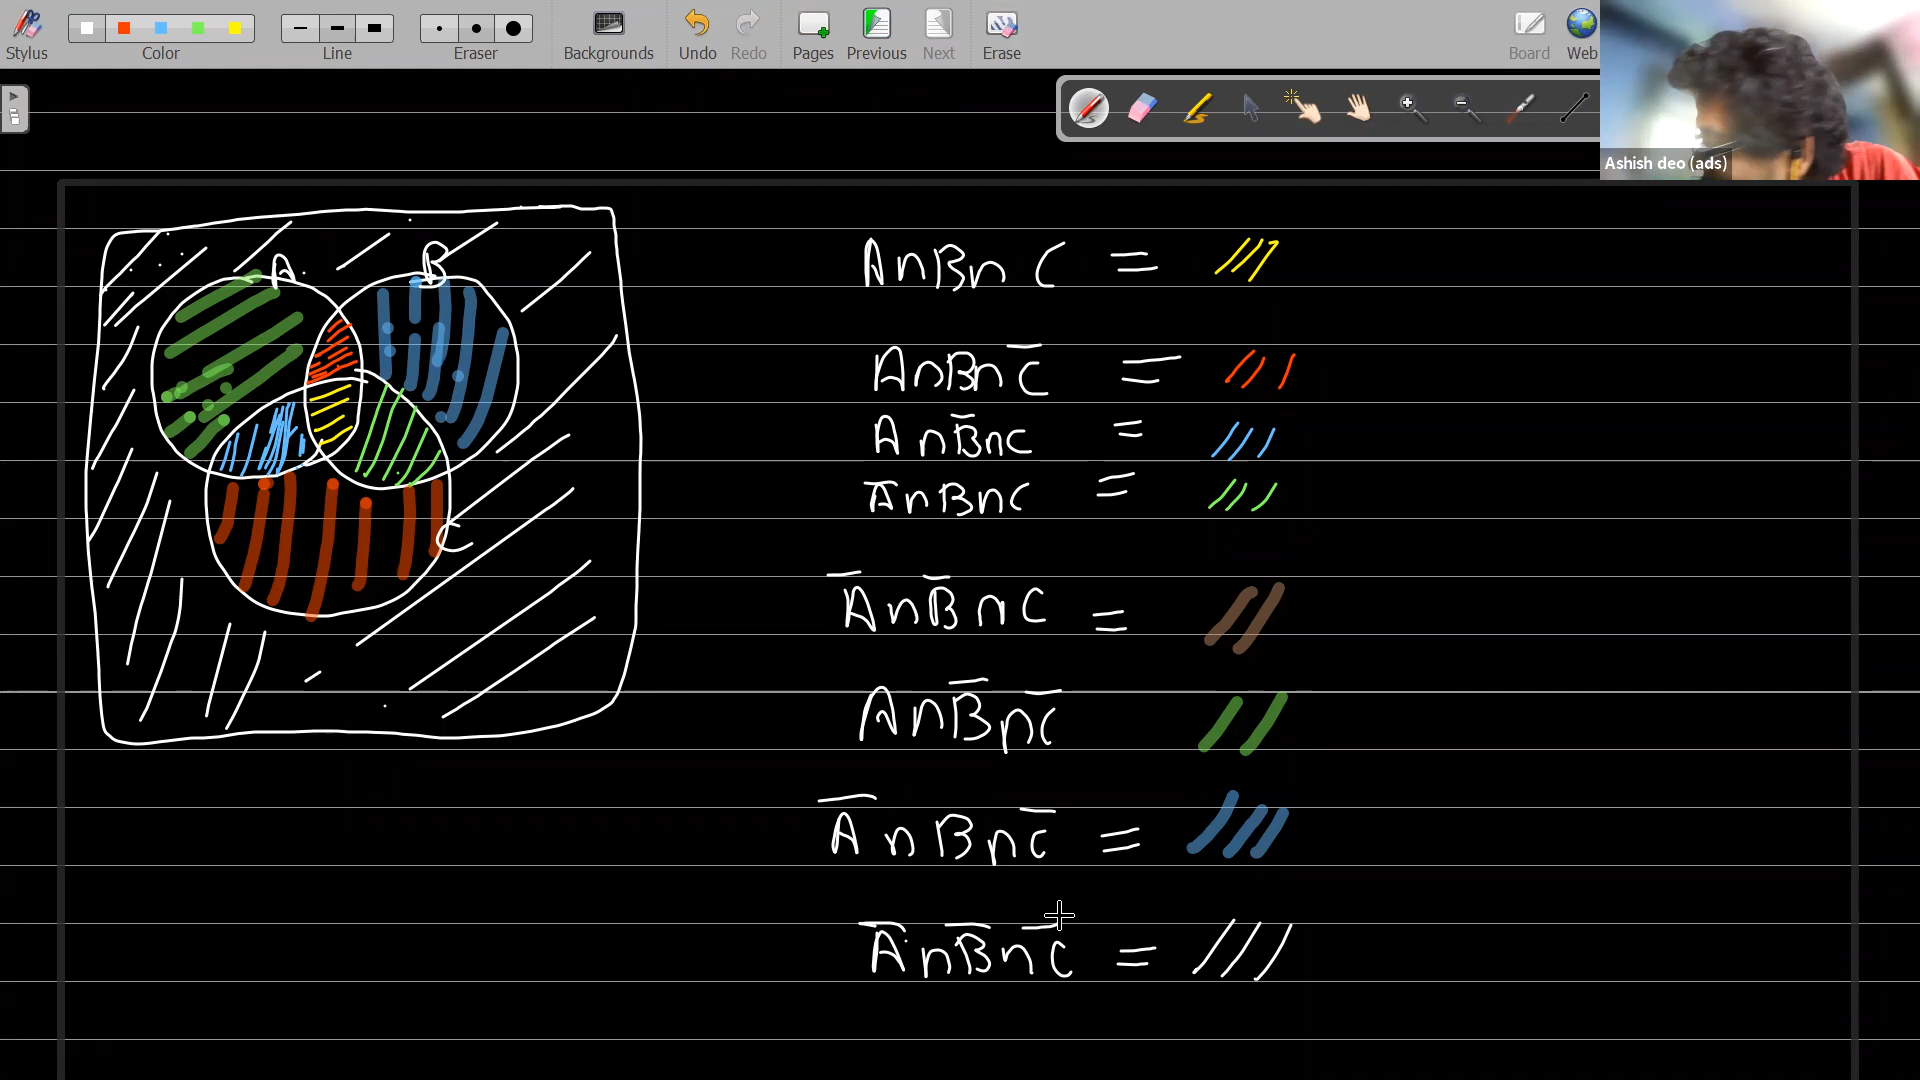 Stylus Color Line Eraser Backgrounds Undo Redo Pages Previous Next Erase Board Web
Ashish deo (ads)
A B
C
A∩B∩C =
A∩B∩C̅ =
A∩B̅∩C =
A̅∩B∩C =
A̅∩B̅∩C =
A∩B̅∩C̅
A̅∩B∩C̅ =
A̅∩B̅∩C̅ =